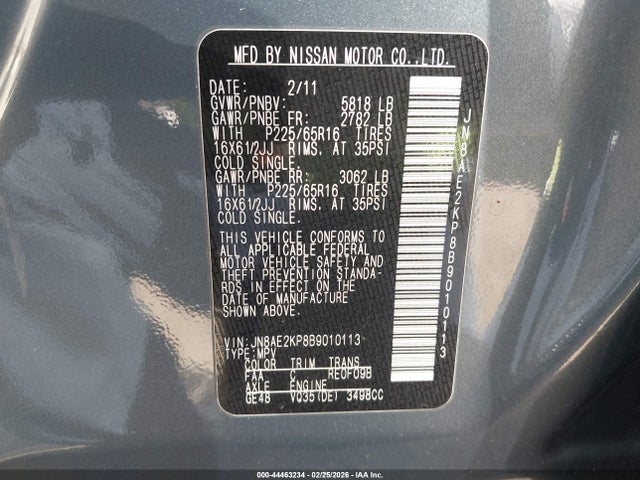 MFD BY NISSAN MOTOR CO.,LTD.
DATE: 2/11
GVWR/PNBV: 5818 LB
GAWR/PNBE FR: 2782 LB
WITH P225/65R16 TIRES
16X61/2JJ RIMS. AT 35PSI
COLD SINGLE.
GAWR/PNBE RR: 3062 LB
WITH P225/65R16 TIRES
16X61/2JJ RIMS. AT 35PSI
COLD SINGLE.
THIS VEHICLE CONFORMS TO
ALL APPLICABLE FEDERAL
MOTOR VEHICLE SAFETY AND
THEFT PREVENTION STANDA-
RDS IN EFFECT ON THE
DATE OF MANUFACTURE
SHOWN ABOVE.
VIN: JN8AE2KP8B9010113
TYPE: MPV
COLOR TRIM TRANS
FAA C RE0F09B
AXLE ENGINE
GE48 VQ35(DE) 3498CC
JN8AE2KP8B9010113
000-44463234 - 02/25/2026 - IAA Inc.